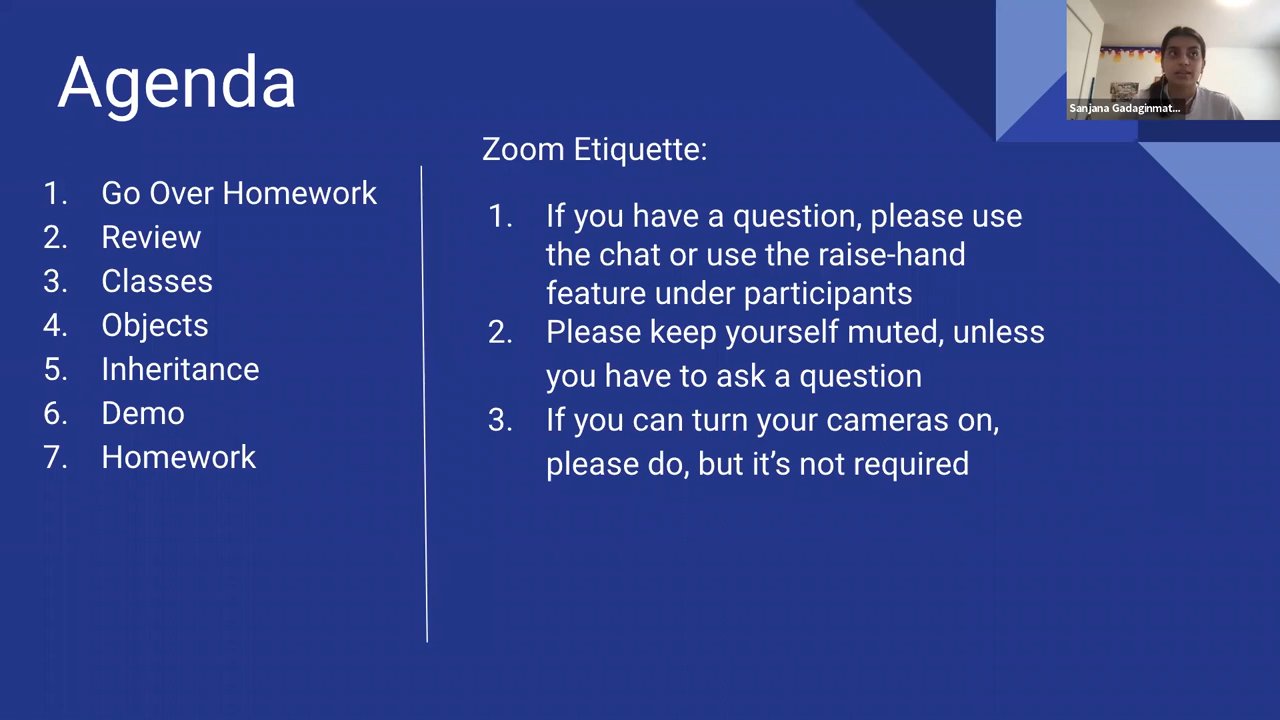 Agenda
1. Go Over Homework
2. Review
3. Classes
4. Objects
5. Inheritance
6. Demo
7. Homework
Zoom Etiquette:
1. If you have a question, please use
the chat or use the raise-hand
feature under participants
2. Please keep yourself muted, unless
you have to ask a question
3. If you can turn your cameras on,
please do, but it’s not required
Sanjana Gadaginmat...